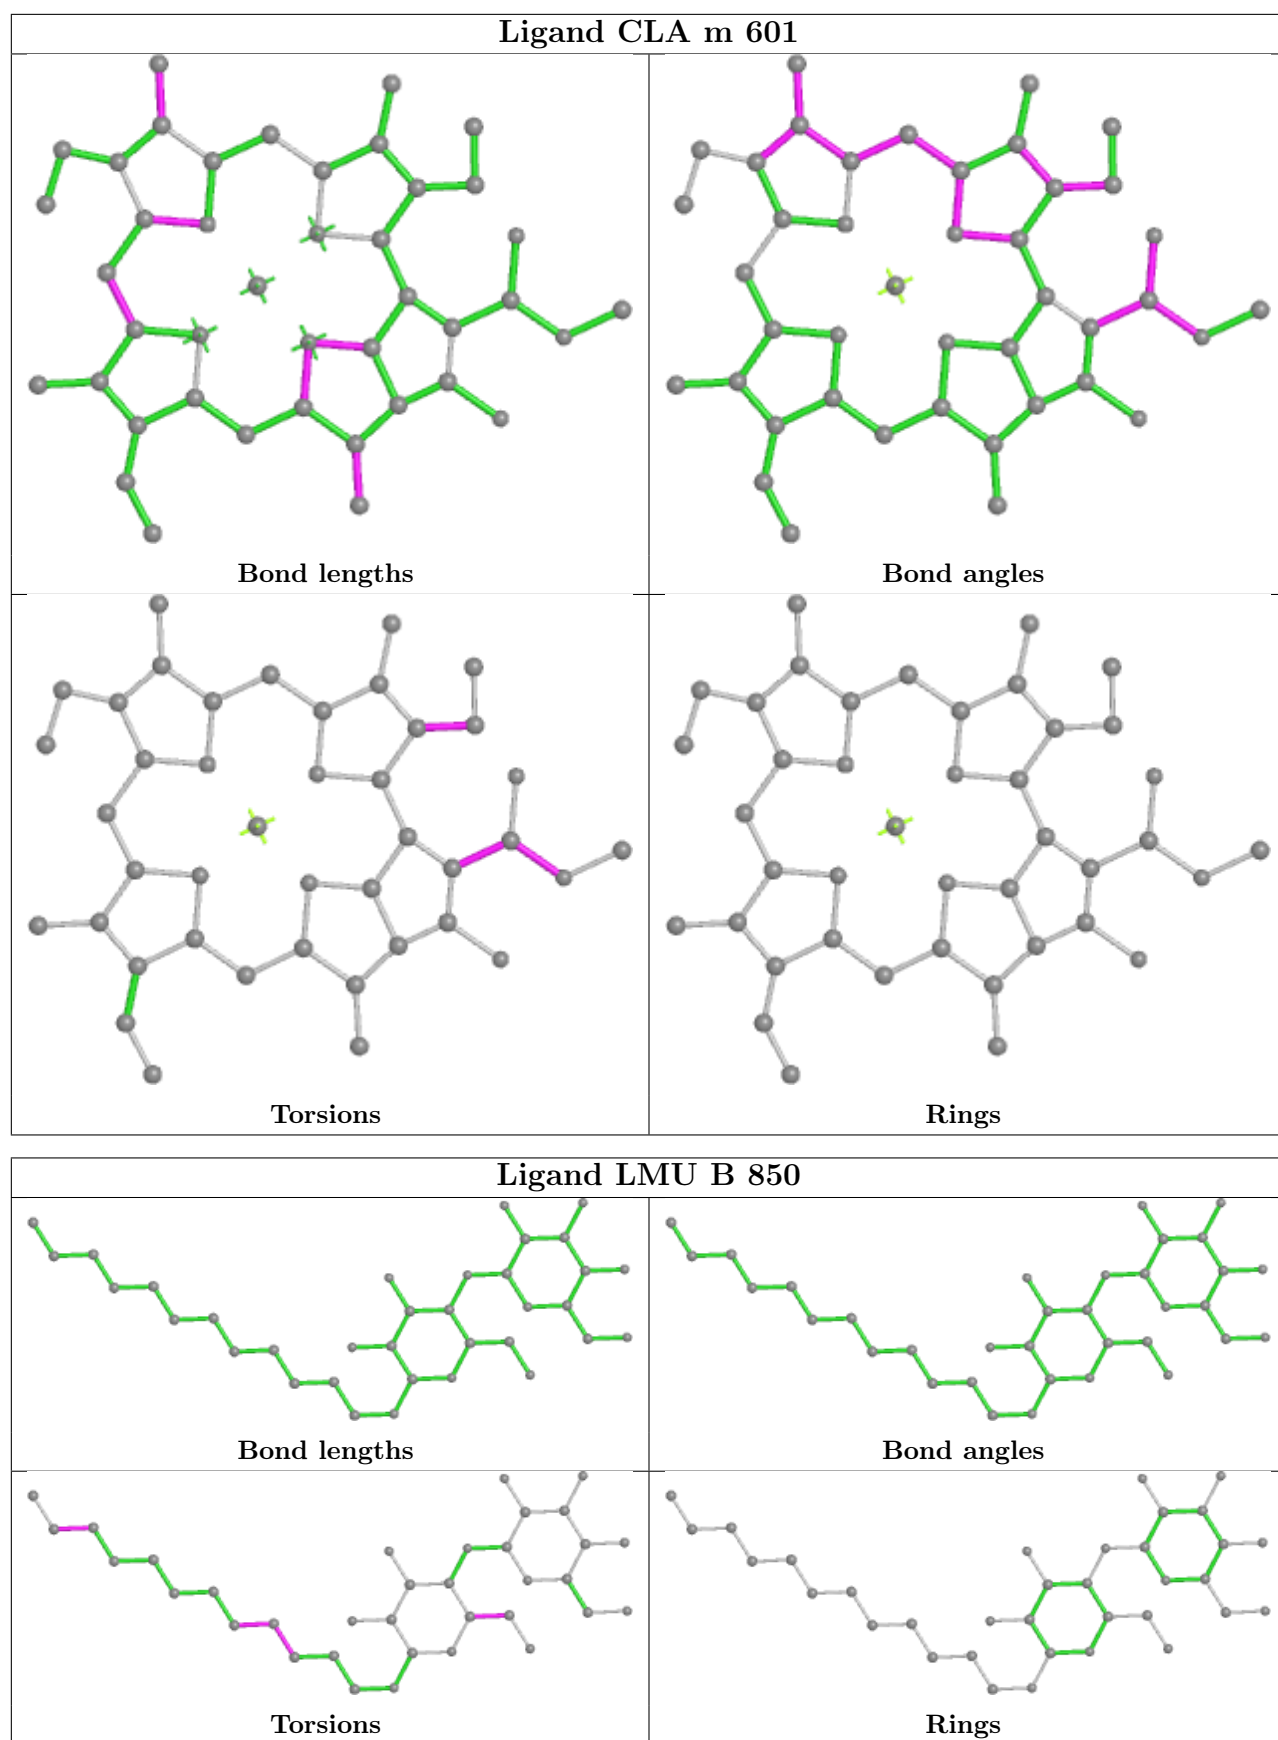 Ligand CLA m 601
Bond lengths
Bond angles
Torsions
Rings
Ligand LMU B 850
Bond lengths
Bond angles
Torsions
Rings